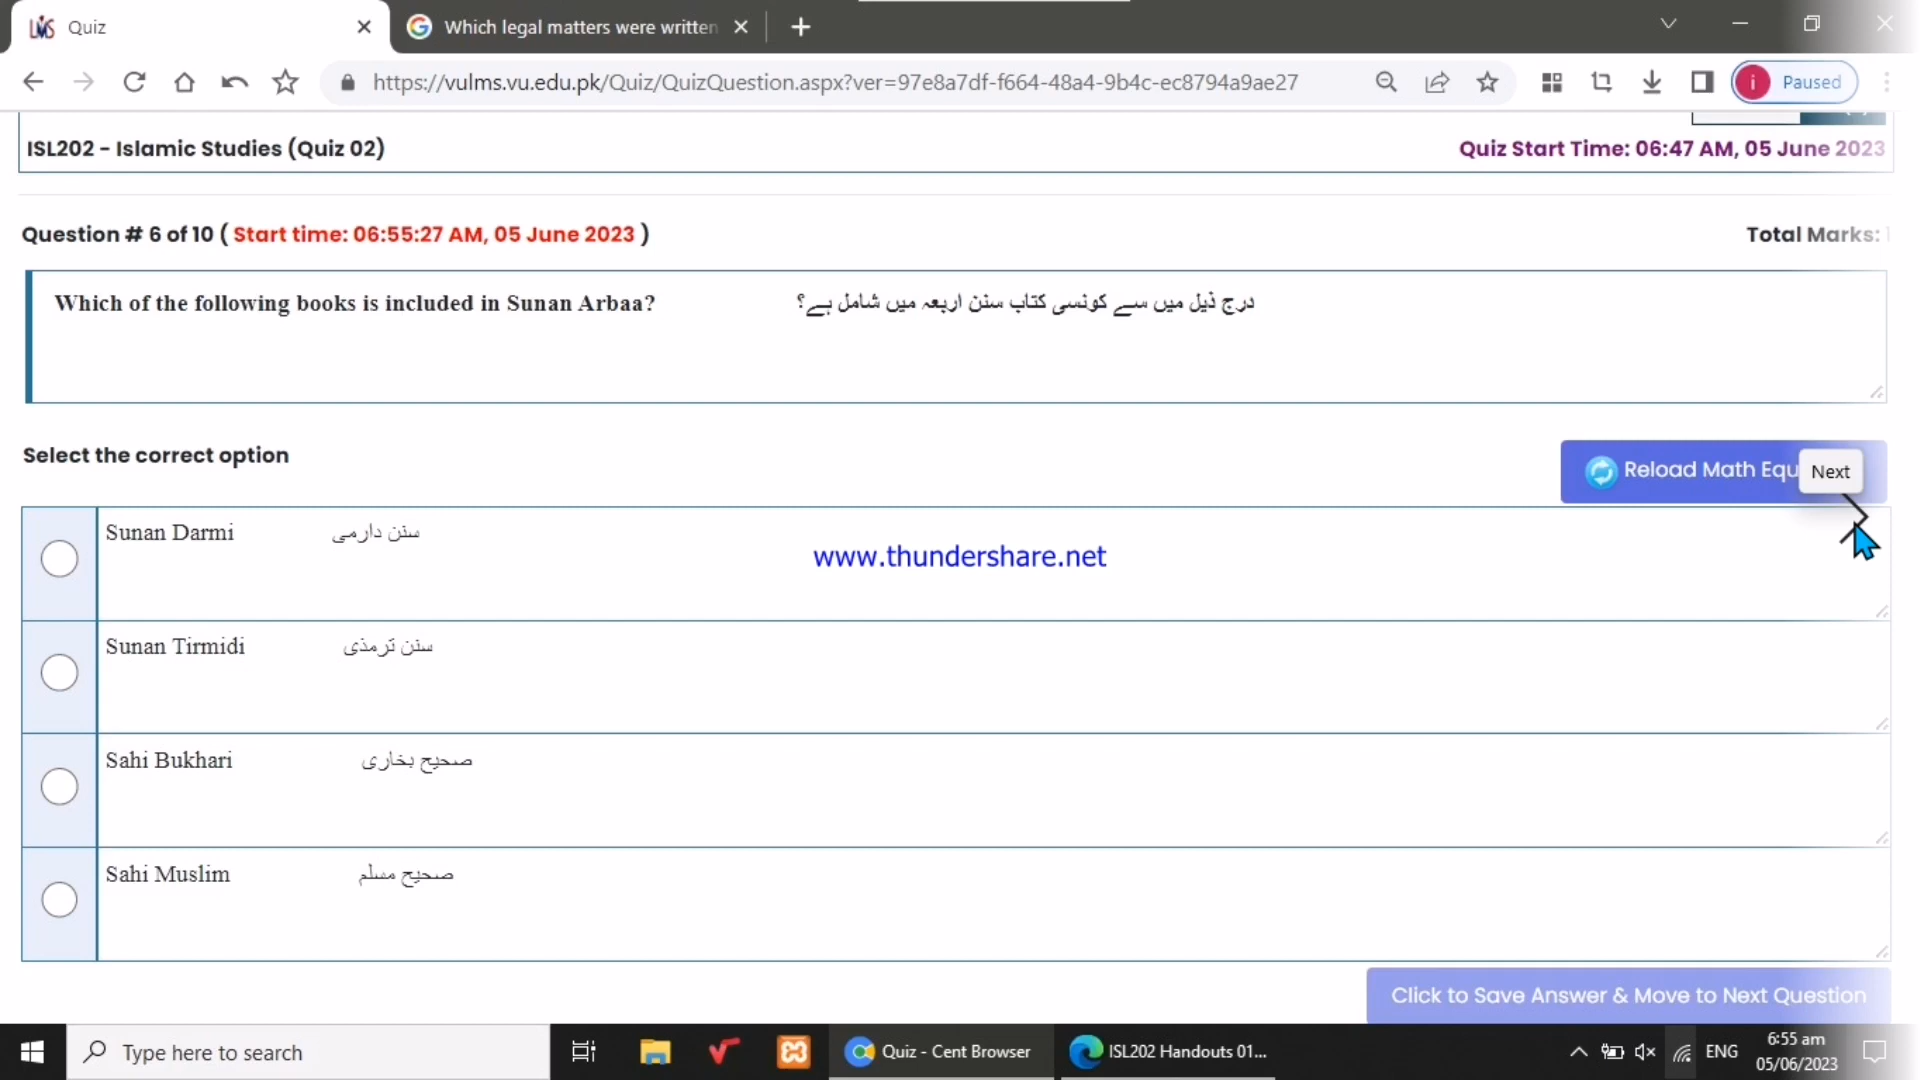 Quiz
Which legal matters were written
https://vulms.vu.edu.pk/Quiz/QuizQuestion.aspx?ver=97e8a7df-f664-48a4-9b4c-ec8794a9ae27
i Paused
ISL202 - Islamic Studies (Quiz 02)
Quiz Start Time: 06:47 AM, 05 June 2023
Question # 6 of 10 ( Start time: 06:55:27 AM, 05 June 2023 )
Total Marks:
Which of the following books is included in Sunan Arbaa? درج ذیل میں سے کونسی کتاب سنن اربعہ میں شامل ہے؟
Select the correct option
Reload Math Equ
Next
Sunan Darmi سنن دارمی
www.thundershare.net
Sunan Tirmidi سنن ترمذی
Sahi Bukhari صحیح بخاری
Sahi Muslim صحیح مسلم
Click to Save Answer & Move to Next Question
Type here to search
Quiz - Cent Browser
ISL202 Handouts 01...
ENG
6:55 am
05/06/2023